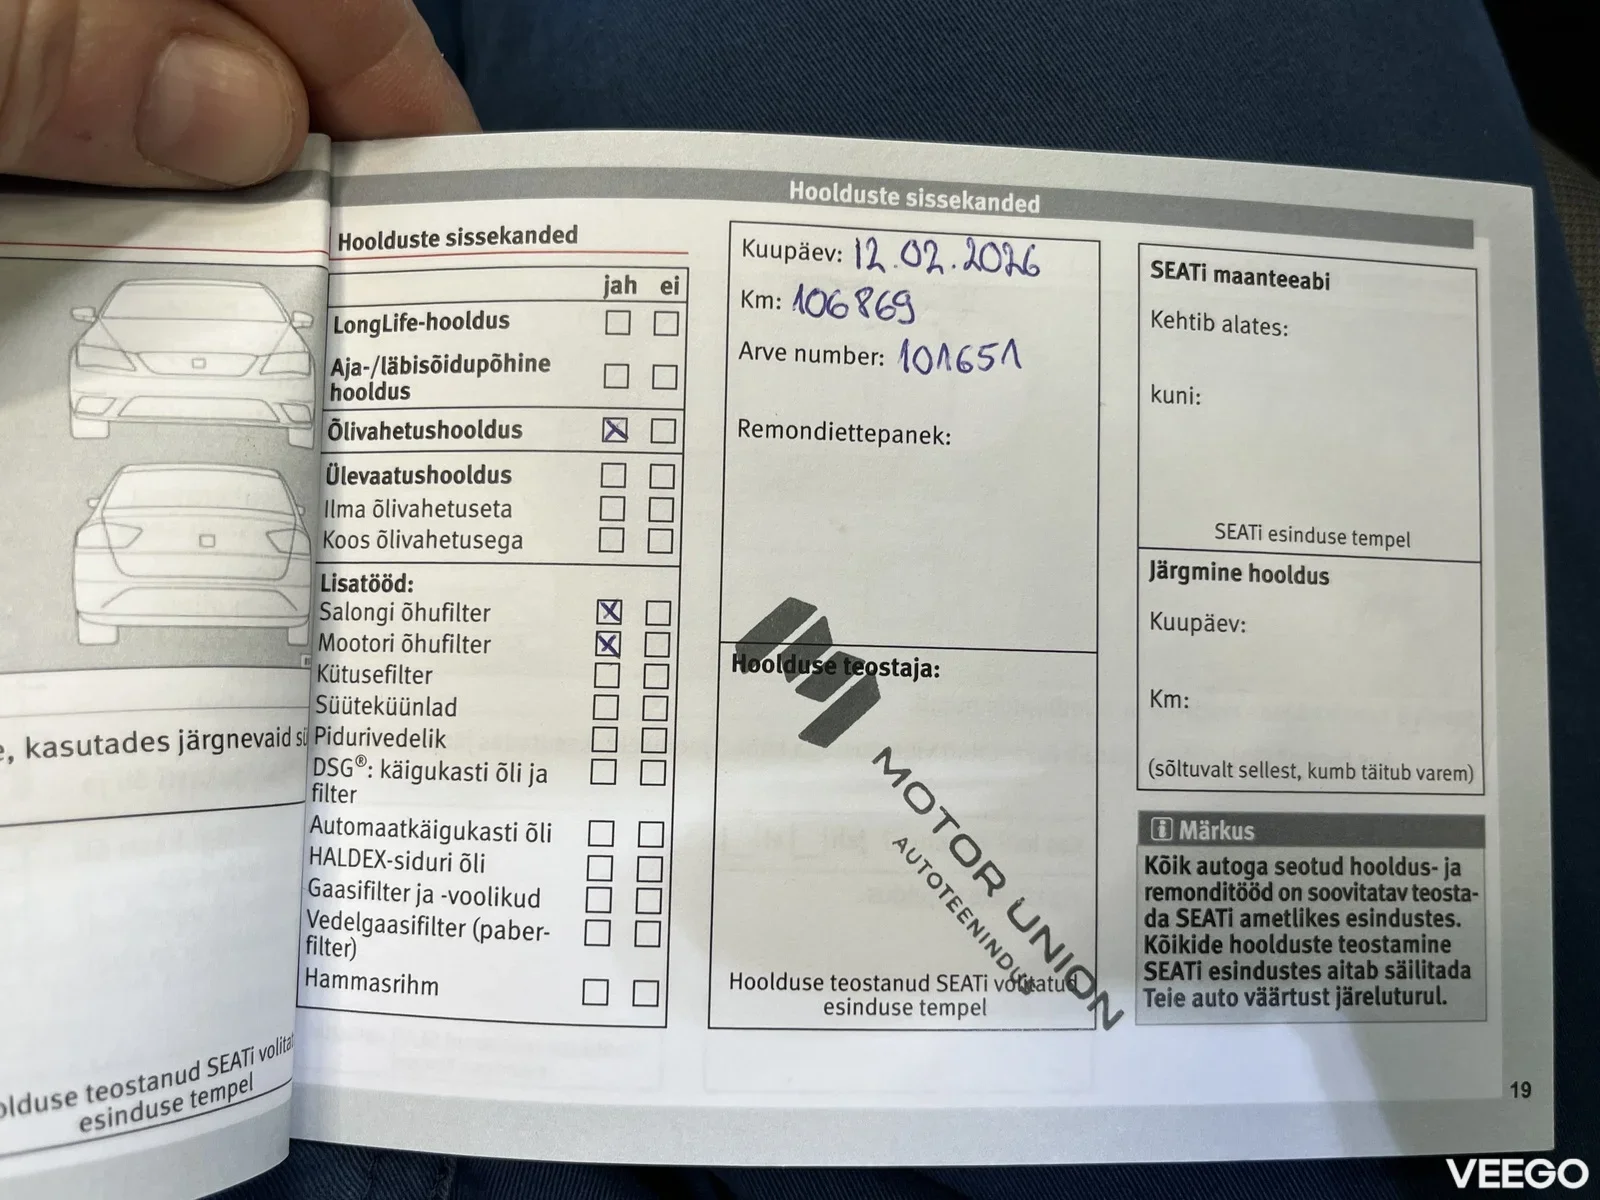 Hoolduste sissekanded
Hoolduste sissekanded
jah ei
LongLife-hooldus
Aja-/läbisõidupõhine
hooldus
Õlivahetushooldus
Ülevaatushooldus
Ilma õlivahetuseta
Koos õlivahetusega
Lisatööd:
Salongi õhufilter
Mootori õhufilter
Kütusefilter
Süüteküünlad
Pidurivedelik
DSG®: käigukasti õli ja
filter
Automaatkäigukasti õli
HALDEX-siduri õli
Gaasifilter ja -voolikud
Vedelgaasifilter (paber-
filter)
Hammasrihm
Kuupäev: 12.02.2026
Km: 106869
Arve number: 101651
Remondiettepanek:
Hoolduse teostaja:
MOTOR UNION
AUTOTEENINDUS
Hoolduse teostanud SEATi volitatud
esinduse tempel
SEATi maanteeabi
Kehtib alates:
kuni:
SEATi esinduse tempel
Järgmine hooldus
Kuupäev:
Km:
(sõltuvalt sellest, kumb täitub varem)
Märkus
Kõik autoga seotud hooldus- ja
remonditööd on soovitatav teosta-
da SEATi ametlikes esindustes.
Kõikide hoolduste teostamine
SEATi esindustes aitab säilitada
Teie auto väärtust järeluturul.
19
, kasutades järgnevaid
teostanud SEATi
esinduse tempel
VEEGO